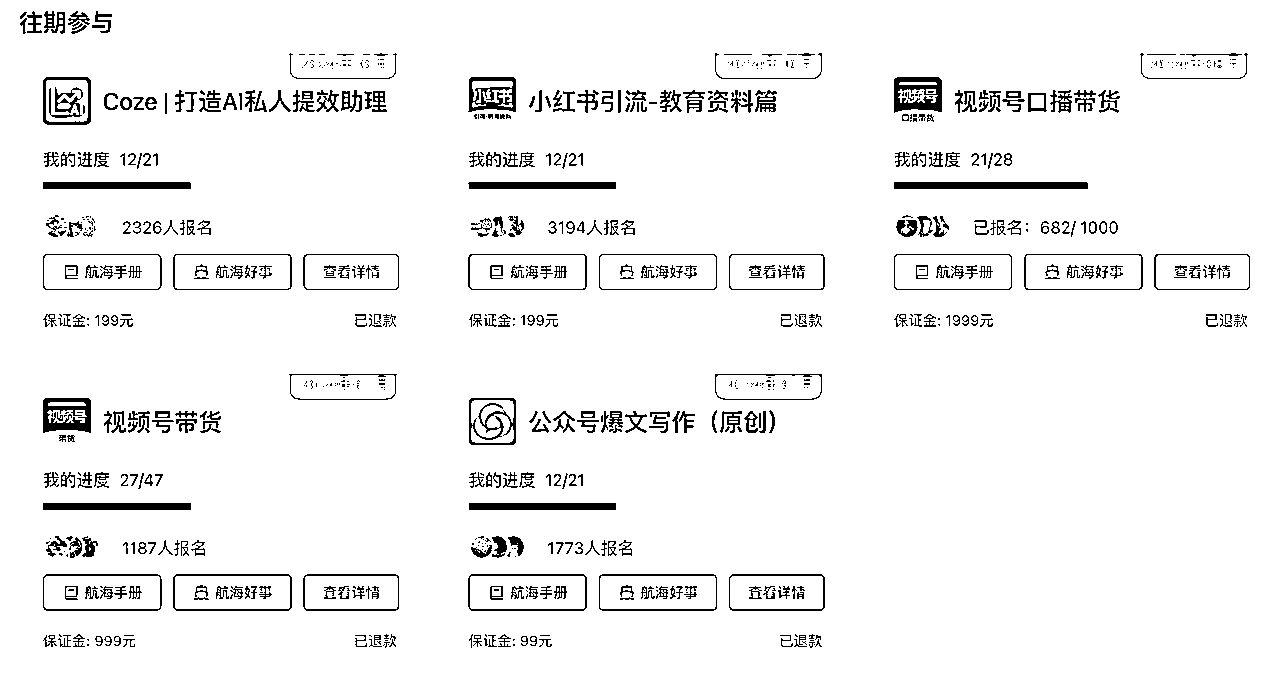 往期参与
Coze | 打造AI私人提效助理
我的进度 12/21
2326人报名
航海手册
航海好事
查看详情
保证金: 199元
已退款
小红书
小红书引流-教育资料篇
我的进度 12/21
3194人报名
航海手册
航海好事
查看详情
保证金: 199元
已退款
视频号
口播带货
视频号口播带货
我的进度 21/28
已报名：682/ 1000
航海手册
航海好事
查看详情
保证金: 1999元
已退款
视频号
带货
视频号带货
我的进度 27/47
1187人报名
航海手册
航海好事
查看详情
保证金: 999元
已退款
公众号爆文写作（原创）
我的进度 12/21
1773人报名
航海手册
航海好事
查看详情
保证金: 99元
已退款